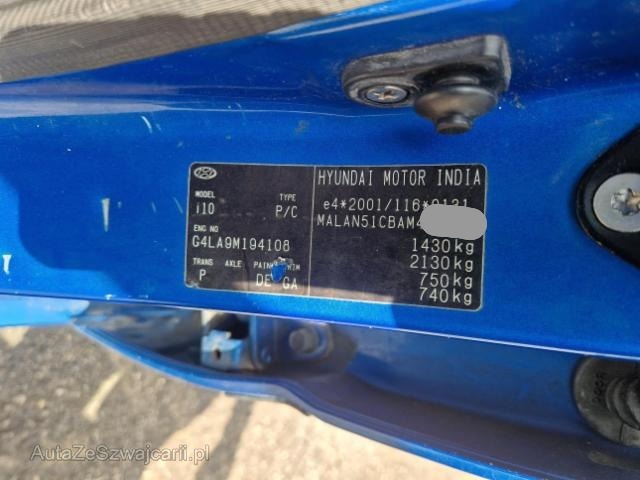 HYUNDAI MOTOR INDIA
MODEL TYPE
i10 P/C
e4*2001/116*0131
MALAN51CBAM4
ENG NO
G4LA9M194108
1430kg
2130kg
750kg
740kg
TRANS AXLE PAINT TRIM
P DE GA
AutaZeSzwajcarii.pl